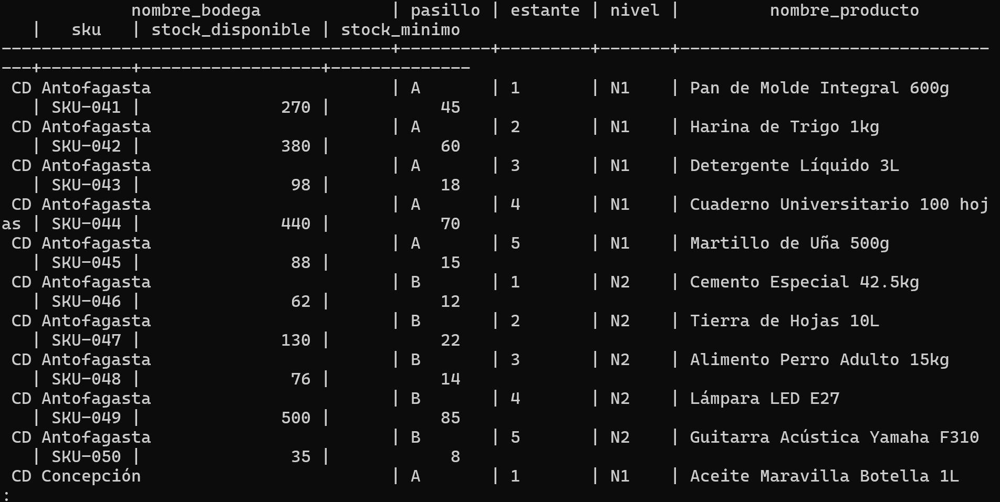 nombre_bodega | pasillo | estante | nivel | nombre_producto
| sku | stock_disponible | stock_minimo
---------------------------------------+---------+---------+-------+-------------------------------
---+---------+------------------+--------------
CD Antofagasta | A | 1 | N1 | Pan de Molde Integral 600g
| SKU-041 | 270 | 45
CD Antofagasta | A | 2 | N1 | Harina de Trigo 1kg
| SKU-042 | 380 | 60
CD Antofagasta | A | 3 | N1 | Detergente Líquido 3L
| SKU-043 | 98 | 18
CD Antofagasta | A | 4 | N1 | Cuaderno Universitario 100 hoj
as | SKU-044 | 440 | 70
CD Antofagasta | A | 5 | N1 | Martillo de Uña 500g
| SKU-045 | 88 | 15
CD Antofagasta | B | 1 | N2 | Cemento Especial 42.5kg
| SKU-046 | 62 | 12
CD Antofagasta | B | 2 | N2 | Tierra de Hojas 10L
| SKU-047 | 130 | 22
CD Antofagasta | B | 3 | N2 | Alimento Perro Adulto 15kg
| SKU-048 | 76 | 14
CD Antofagasta | B | 4 | N2 | Lámpara LED E27
| SKU-049 | 500 | 85
CD Antofagasta | B | 5 | N2 | Guitarra Acústica Yamaha F310
| SKU-050 | 35 | 8
CD Concepción | A | 1 | N1 | Aceite Maravilla Botella 1L
: